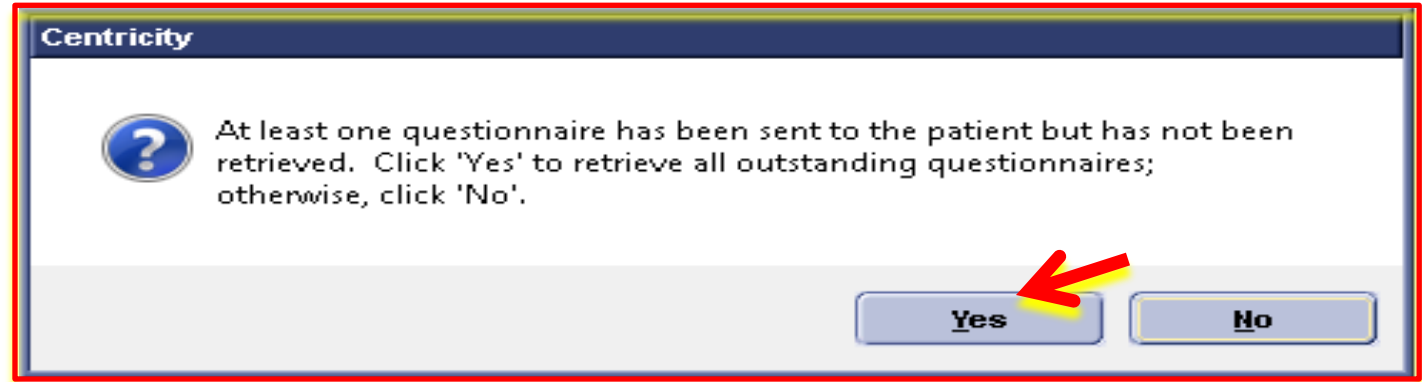 Centricity
At least one questionnaire has been sent to the patient but has not been
retrieved.  Click 'Yes' to retrieve all outstanding questionnaires;
otherwise, click 'No'.
Yes
No